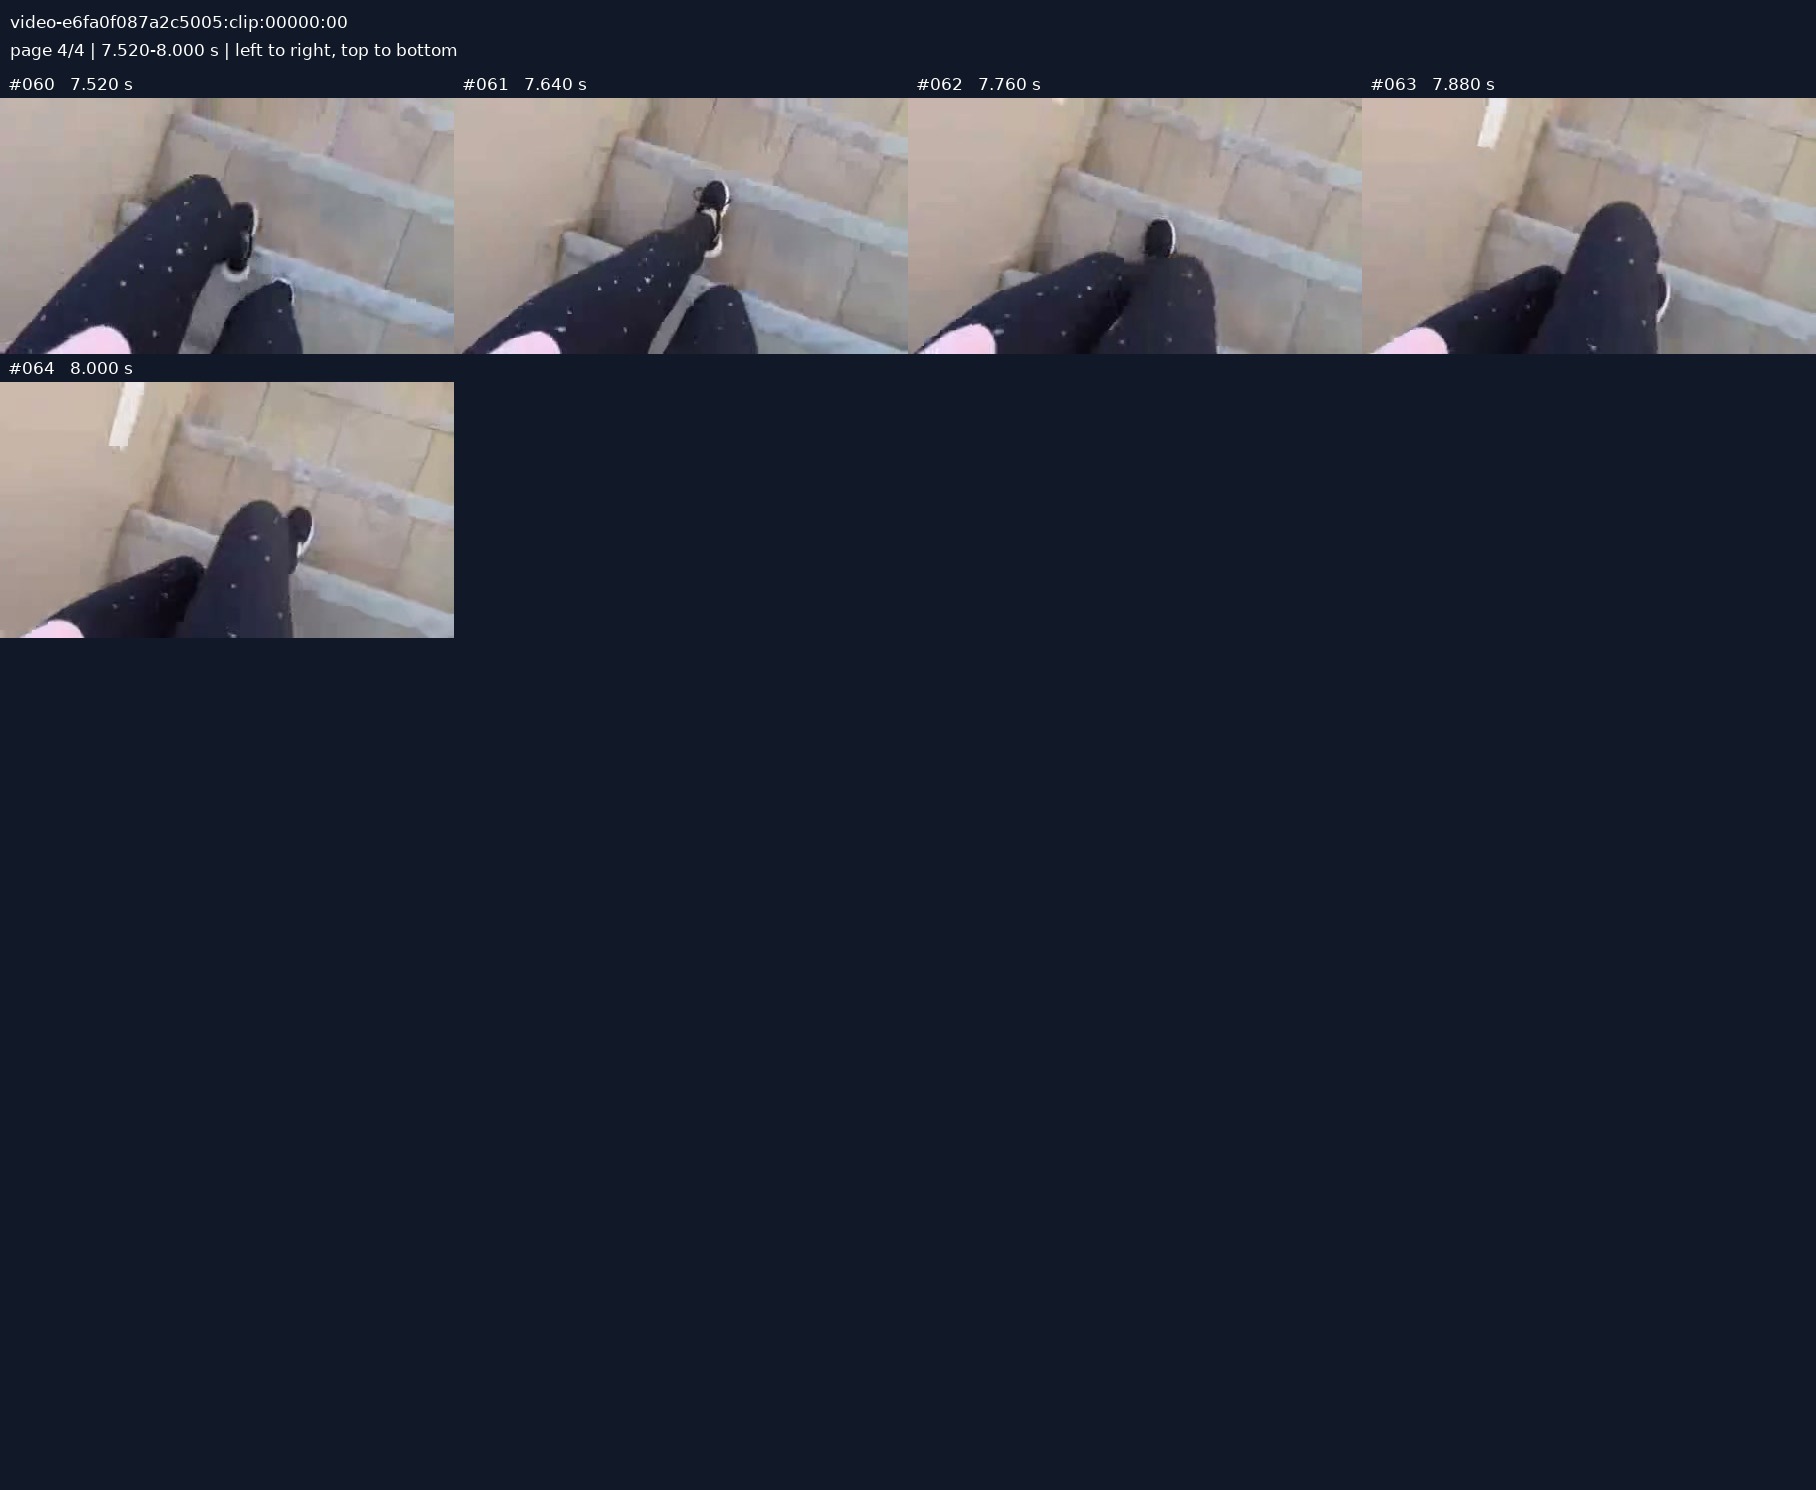 video-e6fa0f087a2c5005:clip:00000:00
page 4/4 | 7.520-8.000 s | left to right, top to bottom
#060 7.520 s
#061 7.640 s
#062 7.760 s
#063 7.880 s
#064 8.000 s